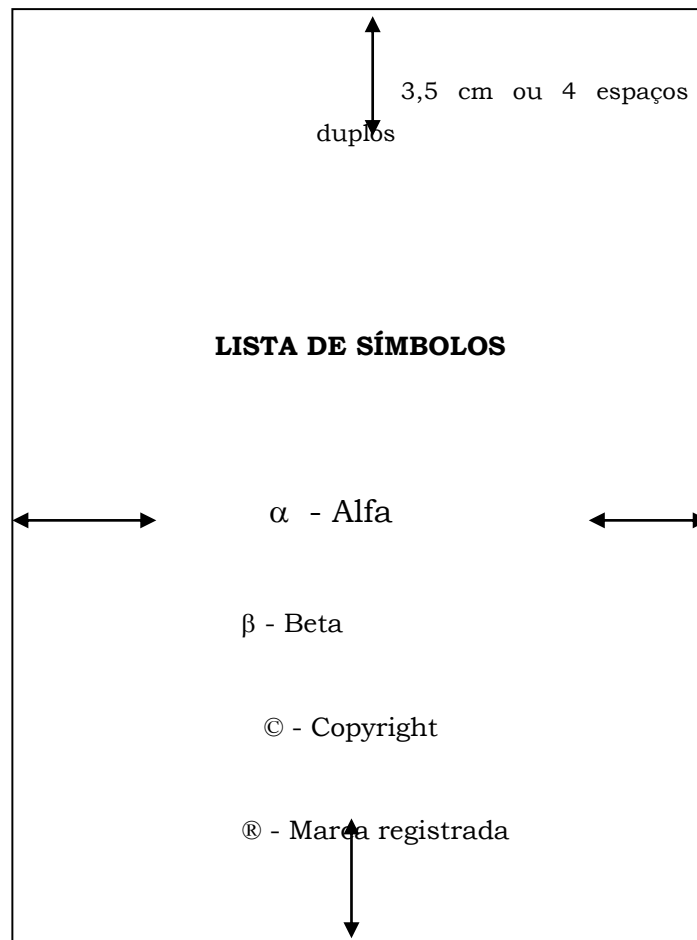 3,5 cm ou 4 espaços
duplos
LISTA DE SÍMBOLOS
α - Alfa
β - Beta
© - Copyright
® - Marca registrada